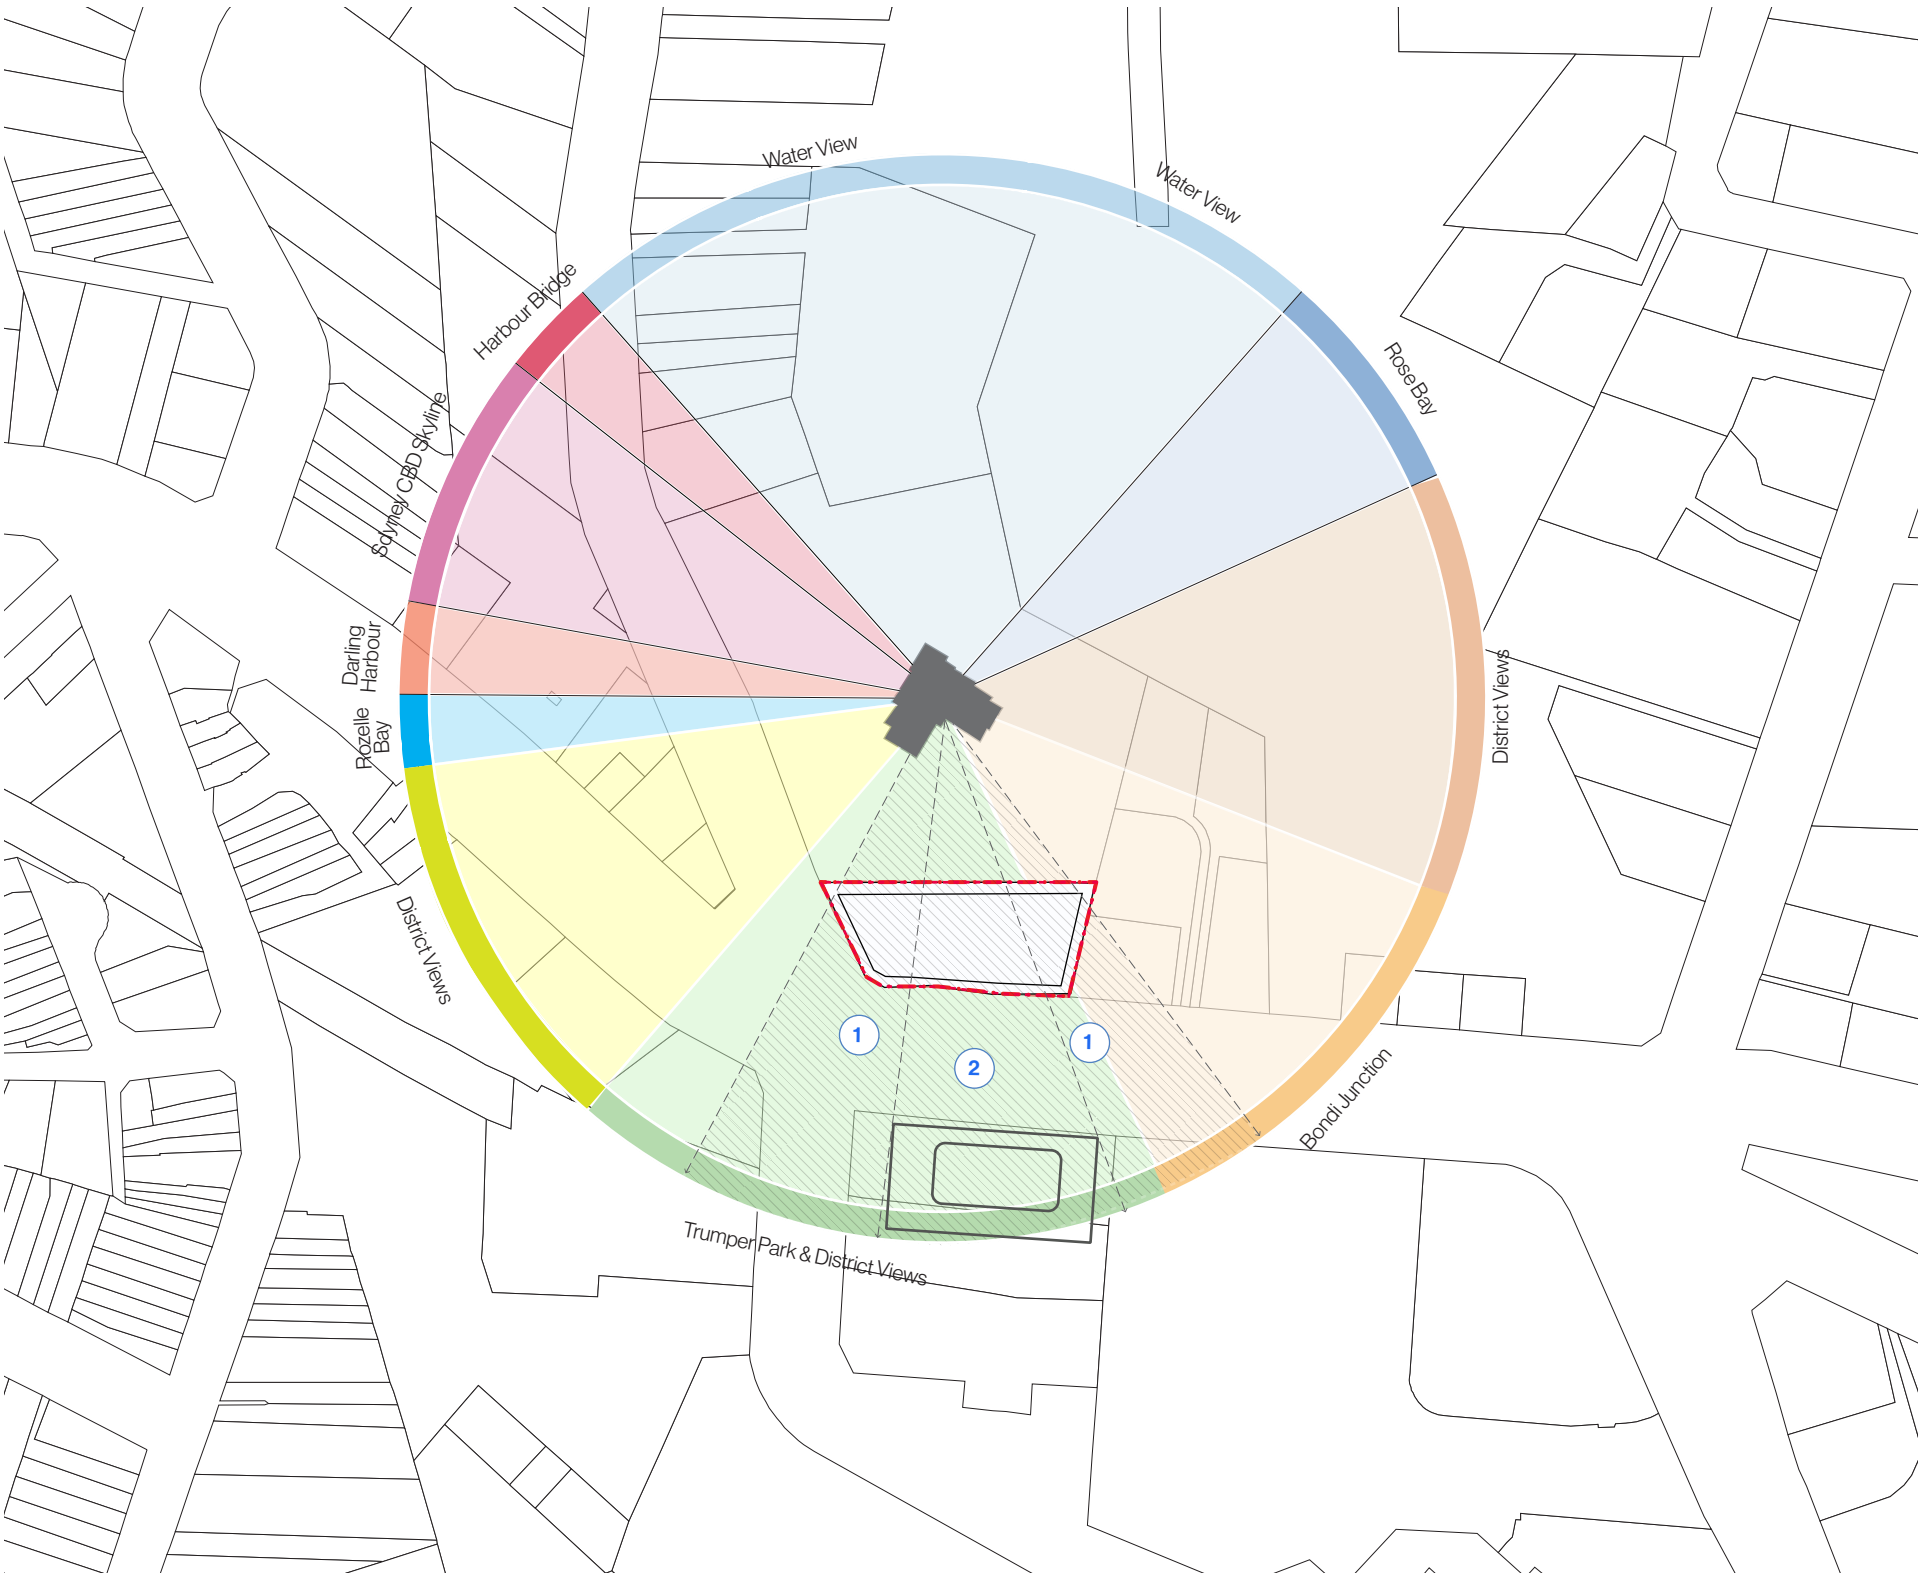 Water View
Water View
Harbour Bridge
Rose Bay
Sdyney CBD Skyline
Darling
Harbour
Rozelle
Bay
District Views
District Views
1
1
2
Bondi Junction
Trumper Park & District Views